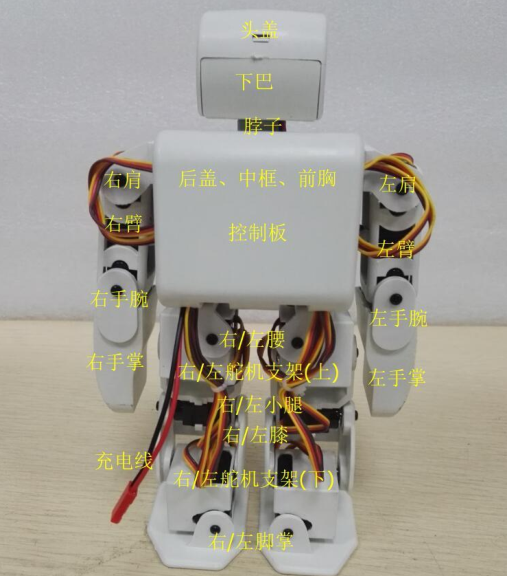 头盖
下巴
脖子
右肩
后盖、中框、前胸
左肩
右臂
控制板
左臂
右手腕
左手腕
右/左腰
右手掌
右/左舵机支架(上)
左手掌
右/左小腿
右/左膝
充电线
右/左舵机支架(下)
右/左脚掌